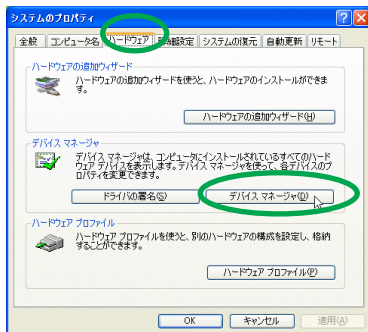 システムのプロパティ
全般 コンピュータ名 ハードウェア 詳細設定 システムの復元 自動更新 リモート
ハードウェアの追加ウィザード
ハードウェアの追加ウィザードを使うと、ハードウェアのインストールができま
す。
ハードウェアの追加ウィザード(H)
デバイス マネージャ
デバイス マネージャは、コンピュータにインストールされているすべてのハード
ウェア デバイスを表示します。デバイス マネージャを使って、各デバイスのプ
ロパティを変更できます。
ドライバの署名(S) デバイス マネージャ(D)
ハードウェア プロファイル
ハードウェア プロファイルを使うと、別のハードウェアの構成を設定し、格納
することができます。
ハードウェア プロファイル(P)
OK キャンセル 適用(A)